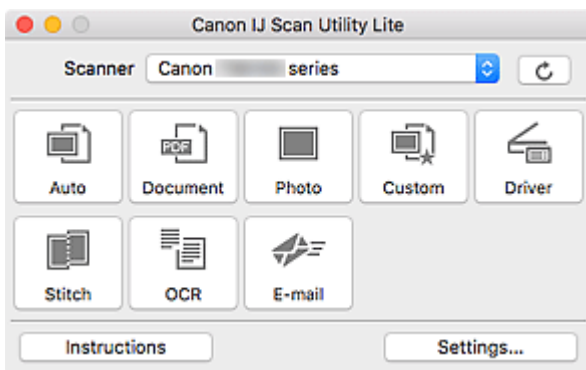 Canon IJ Scan Utility Lite
Scanner Canon series
Auto Document Photo Custom Driver
PDF
Stitch OCR E-mail
Instructions Settings...